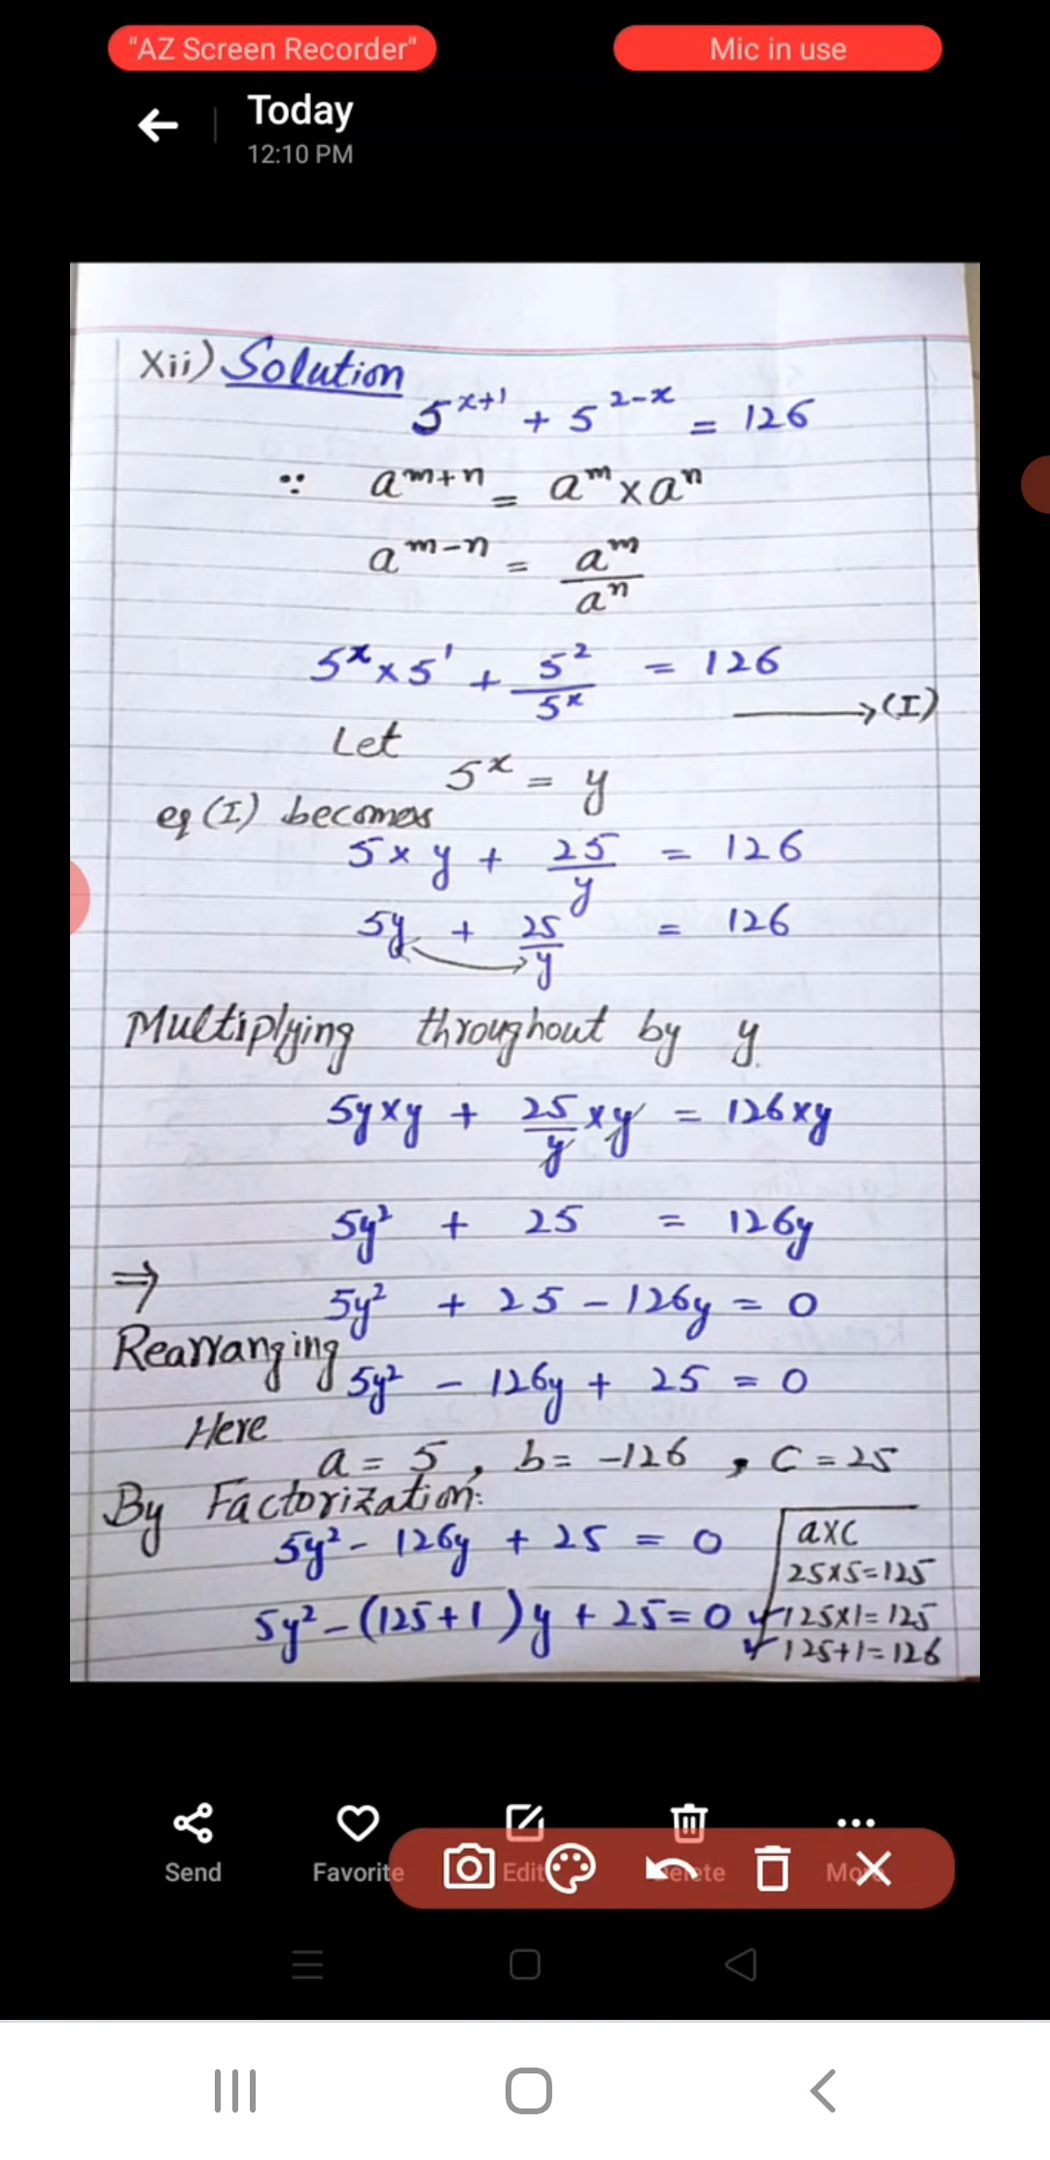 "AZ Screen Recorder" Mic in use
Today
12:10 PM
Xii) Solution
5^{x+1} + 5^{2-x} = 126
∵ a^{m+n} = a^m × a^n
a^{m-n} = a^m / a^n
5^x × 5^1 + 5^2 / 5^x = 126
→ (I)
Let
5^x = y
eq (I) becomes
5 × y + 25 / y = 126
5y + 25 / y = 126
Multiplying throughout by y.
5y × y + 25 / y × y = 126 × y
5y² + 25 = 126y
⇒
5y² + 25 - 126y = 0
Rearranging
5y² - 126y + 25 = 0
Here
a = 5, b = -126, C = 25
By Factorization:
5y² - 126y + 25 = 0
5y² - (125+1)y + 25 = 0
axc
25x5=125
125x1=125
125+1=126
Send Favorite Edit Delete More